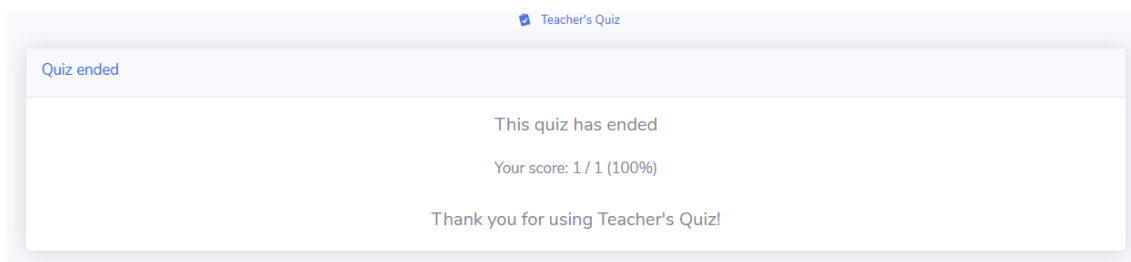 Teacher's Quiz
Quiz ended
This quiz has ended
Your score: 1 / 1 (100%)
Thank you for using Teacher's Quiz!